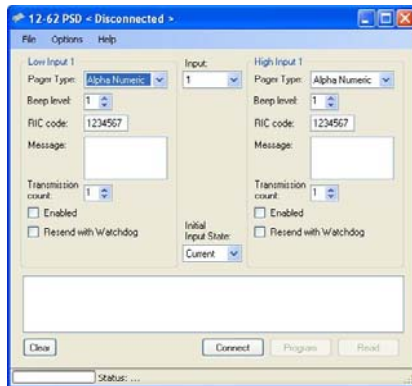 12-62 PSD < Disconnected >
File Options Help
Low Input 1
Pager Type: Alpha Numeric
Beep level: 1
RIC code: 1234567
Message:
Transmission
count: 1
Enabled
Resend with Watchdog
Input:
1
Initial
Input State:
Current
High Input 1
Pager Type: Alpha Numeric
Beep level: 1
RIC code: 1234567
Message:
Transmission
count: 1
Enabled
Resend with Watchdog
Clear Connect Program Read
Status: ...